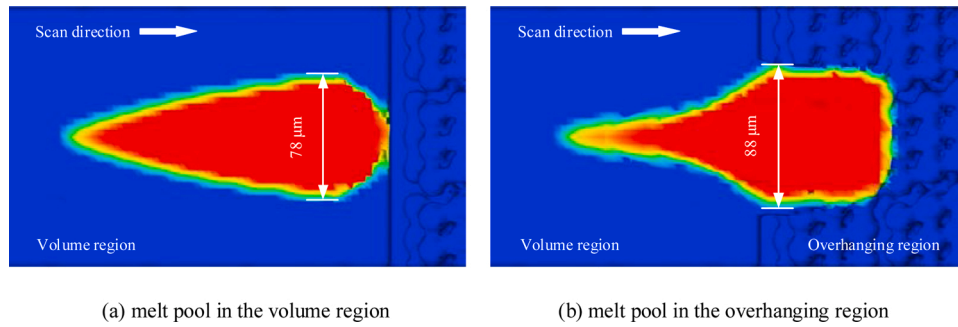 Scan direction
78 μm
Volume region
(a) melt pool in the volume region
Scan direction
88 μm
Volume region
Overhanging region
(b) melt pool in the overhanging region